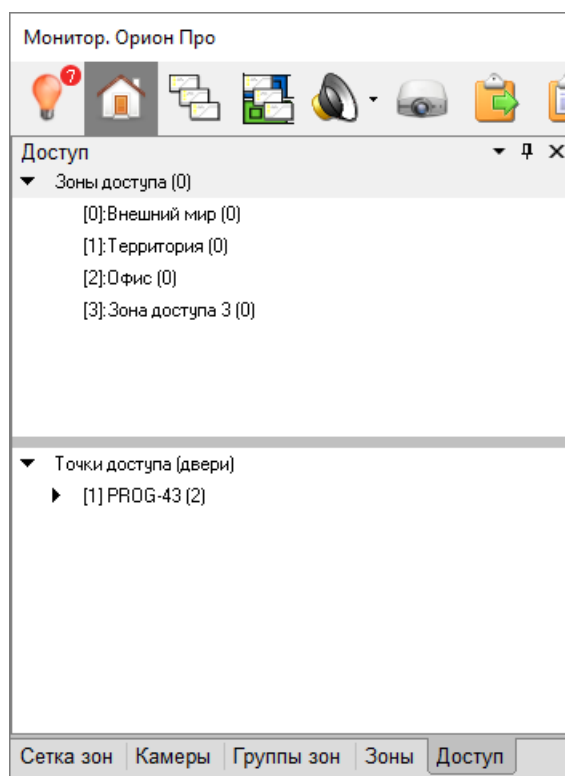 Монитор. Орион Про
7
Доступ
Зоны доступа (0)
[0]:Внешний мир (0)
[1]:Территория (0)
[2]:Офис (0)
[3]:Зона доступа 3 (0)
Точки доступа (двери)
[1] PROG-43 (2)
Сетка зон Камеры Группы зон Зоны Доступ